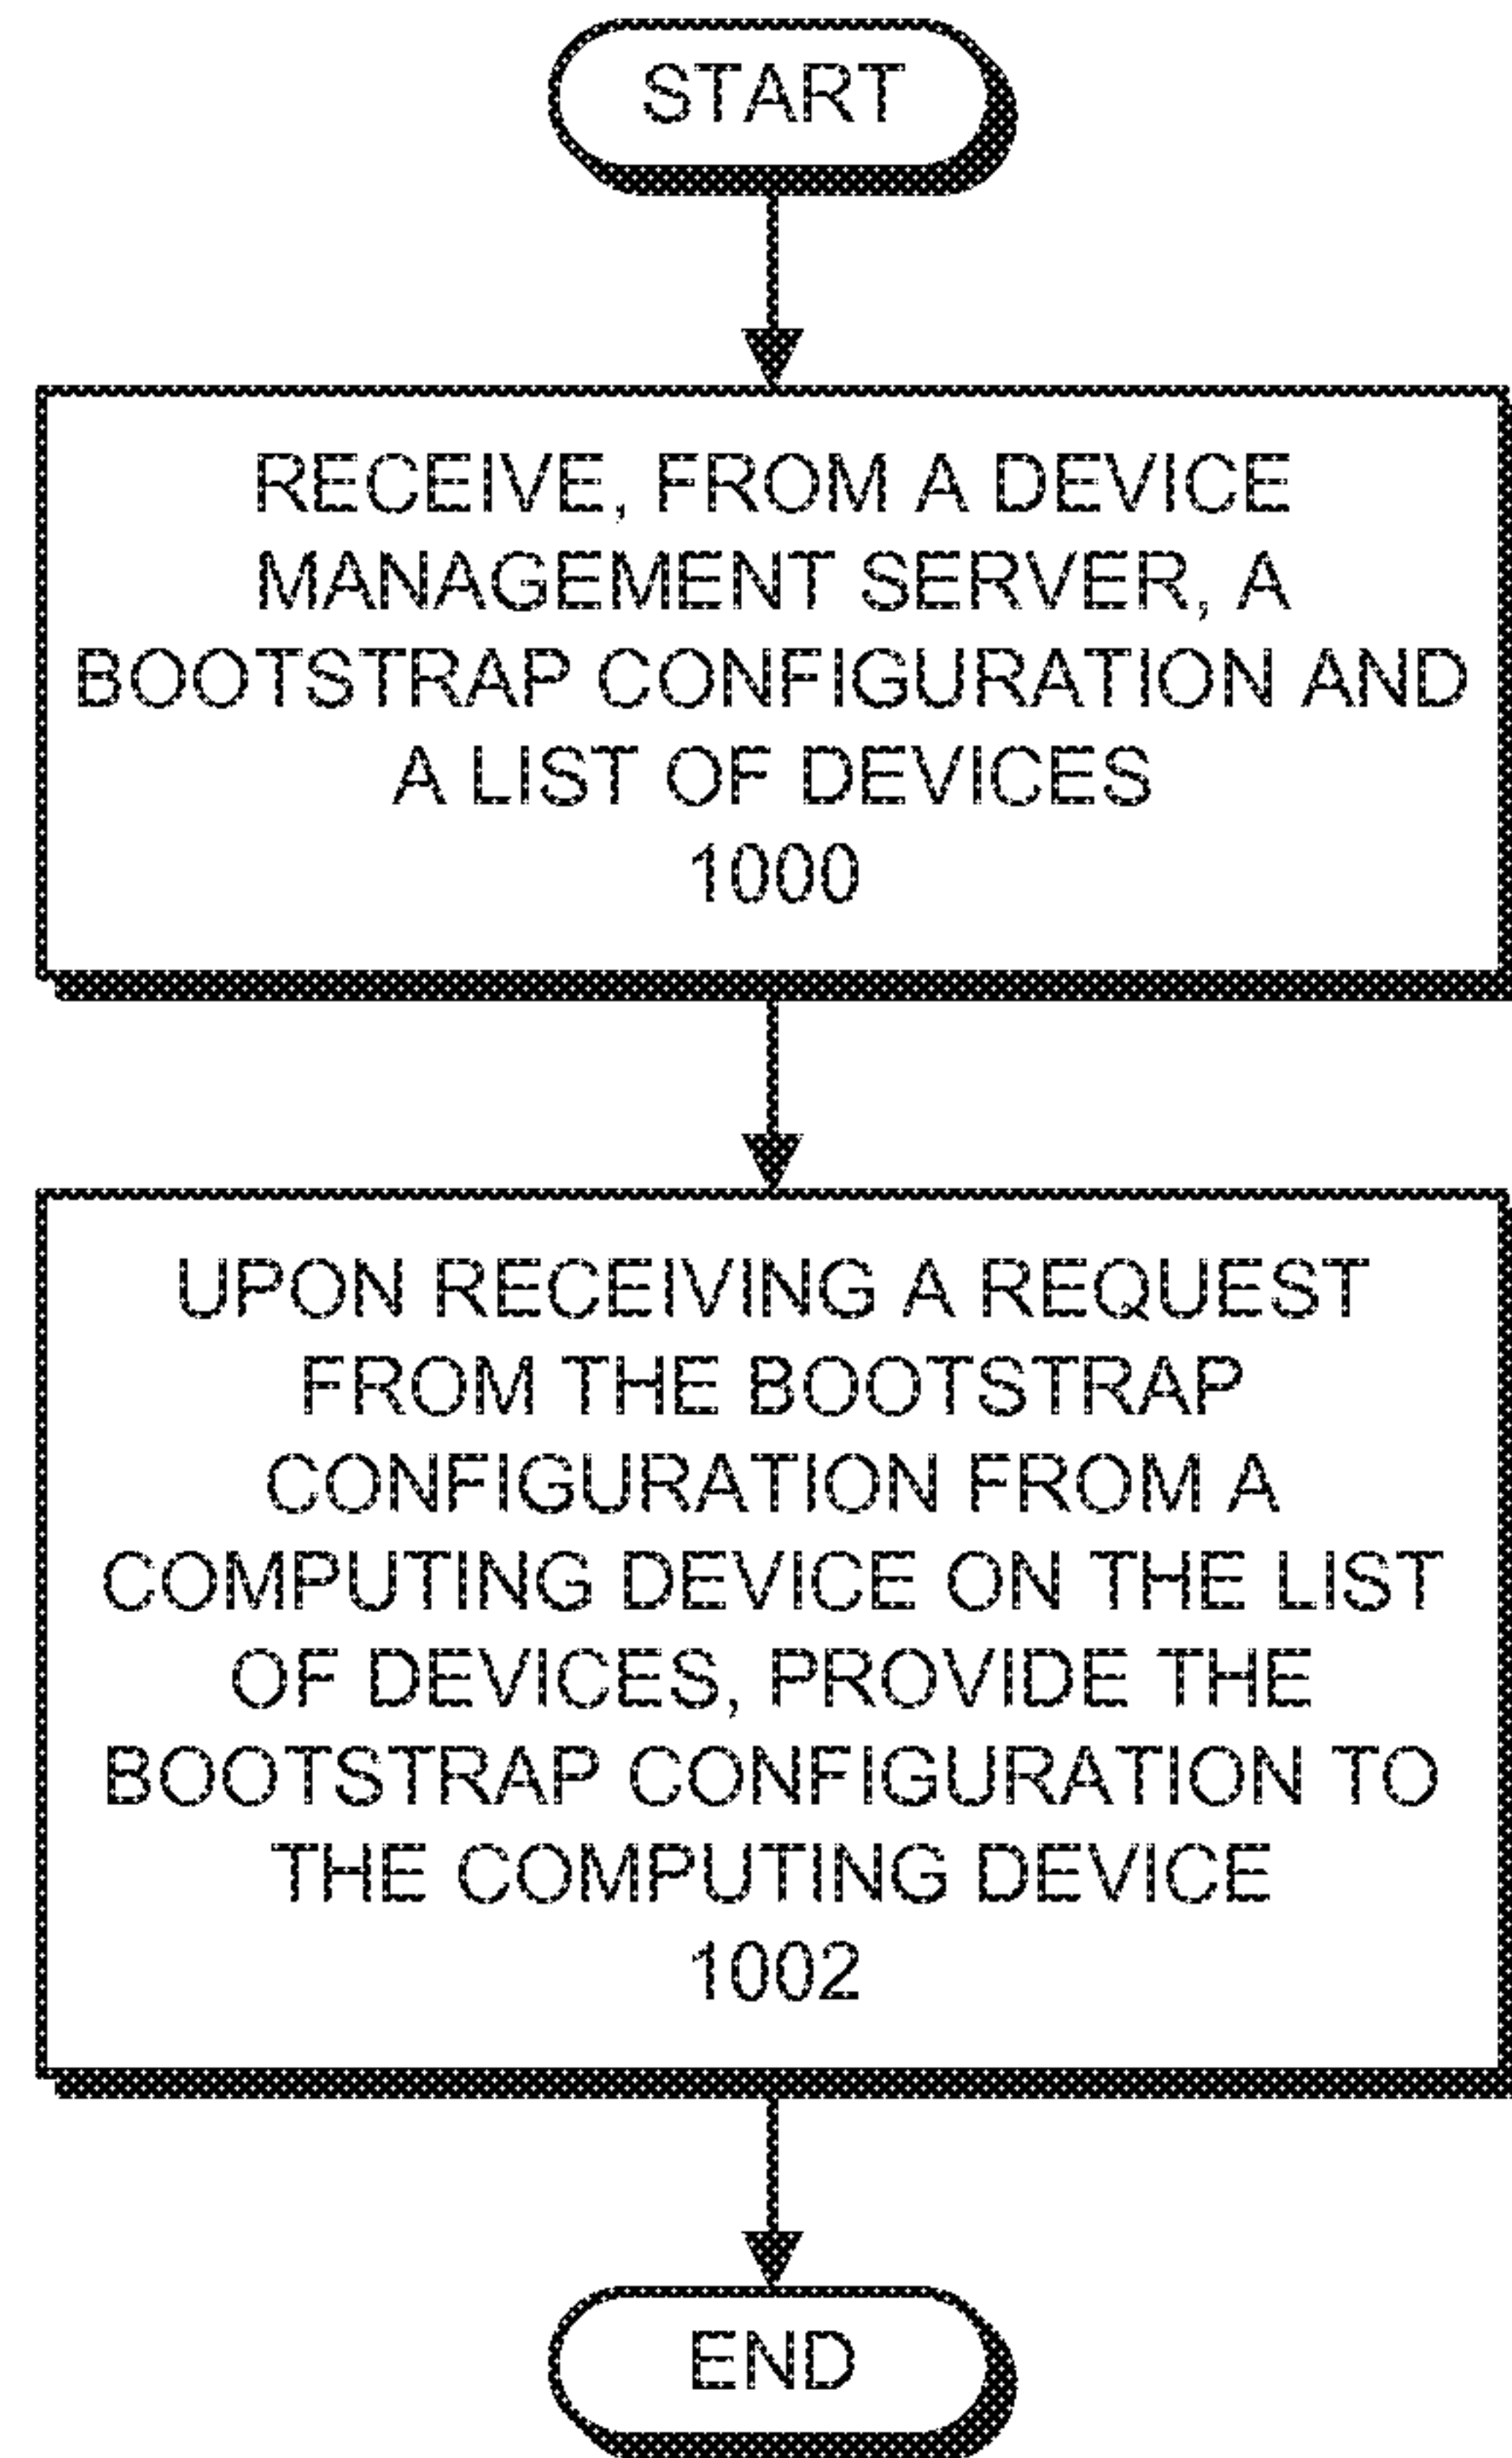 START
RECEIVE, FROM A DEVICE
MANAGEMENT SERVER, A
BOOTSTRAP CONFIGURATION AND
A LIST OF DEVICES
1000
UPON RECEIVING A REQUEST
FROM THE BOOTSTRAP
CONFIGURATION FROM A
COMPUTING DEVICE ON THE LIST
OF DEVICES, PROVIDE THE
BOOTSTRAP CONFIGURATION TO
THE COMPUTING DEVICE
1002
END